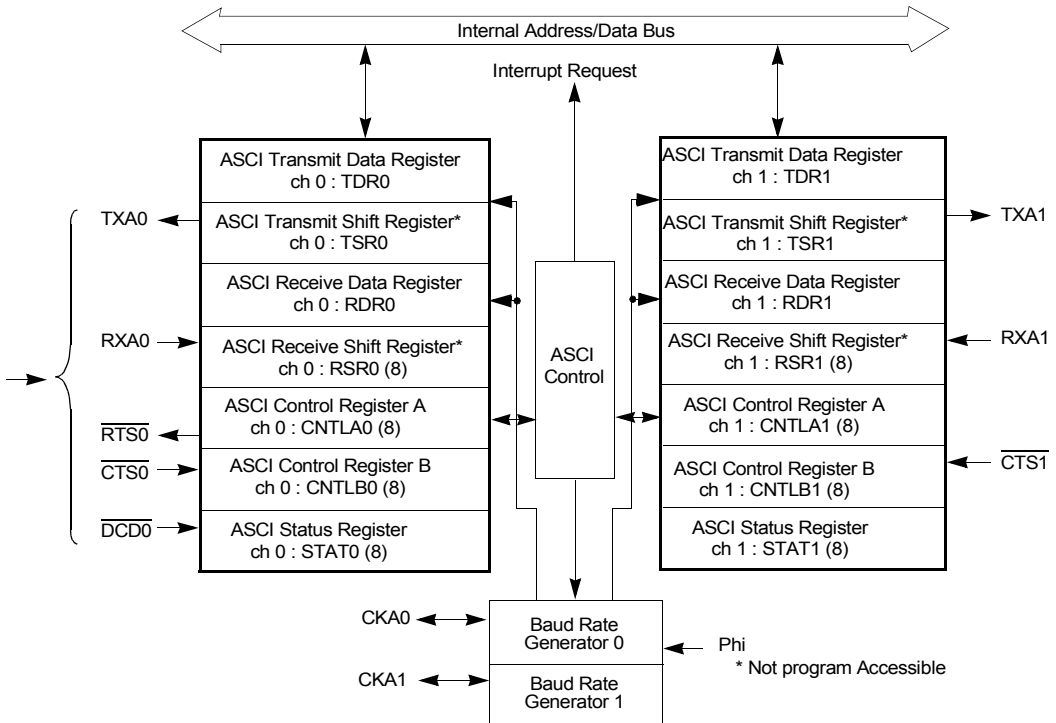 Internal Address/Data Bus
Interrupt Request
ASCI Transmit Data Register
ch 0 : TDR0
TXA0
ASCI Transmit Shift Register*
ch 0 : TSR0
ASCI Receive Data Register
ch 0 : RDR0
RXA0
ASCI Receive Shift Register*
ch 0 : RSR0 (8)
ASCI Control Register A
ch 0 : CNTLA0 (8)
RTS0
CTS0
ASCI Control Register B
ch 0 : CNTLB0 (8)
DCD0
ASCI Status Register
ch 0 : STAT0 (8)
ASCI
Control
ASCI Transmit Data Register
ch 1 : TDR1
ASCI Transmit Shift Register*
ch 1 : TSR1
TXA1
ASCI Receive Data Register
ch 1 : RDR1
ASCI Receive Shift Register*
ch 1 : RSR1 (8)
RXA1
ASCI Control Register A
ch 1 : CNTLA1 (8)
ASCI Control Register B
ch 1 : CNTLB1 (8)
CTS1
ASCI Status Register
ch 1 : STAT1 (8)
CKA0
Baud Rate
Generator 0
Phi
* Not program Accessible
CKA1
Baud Rate
Generator 1